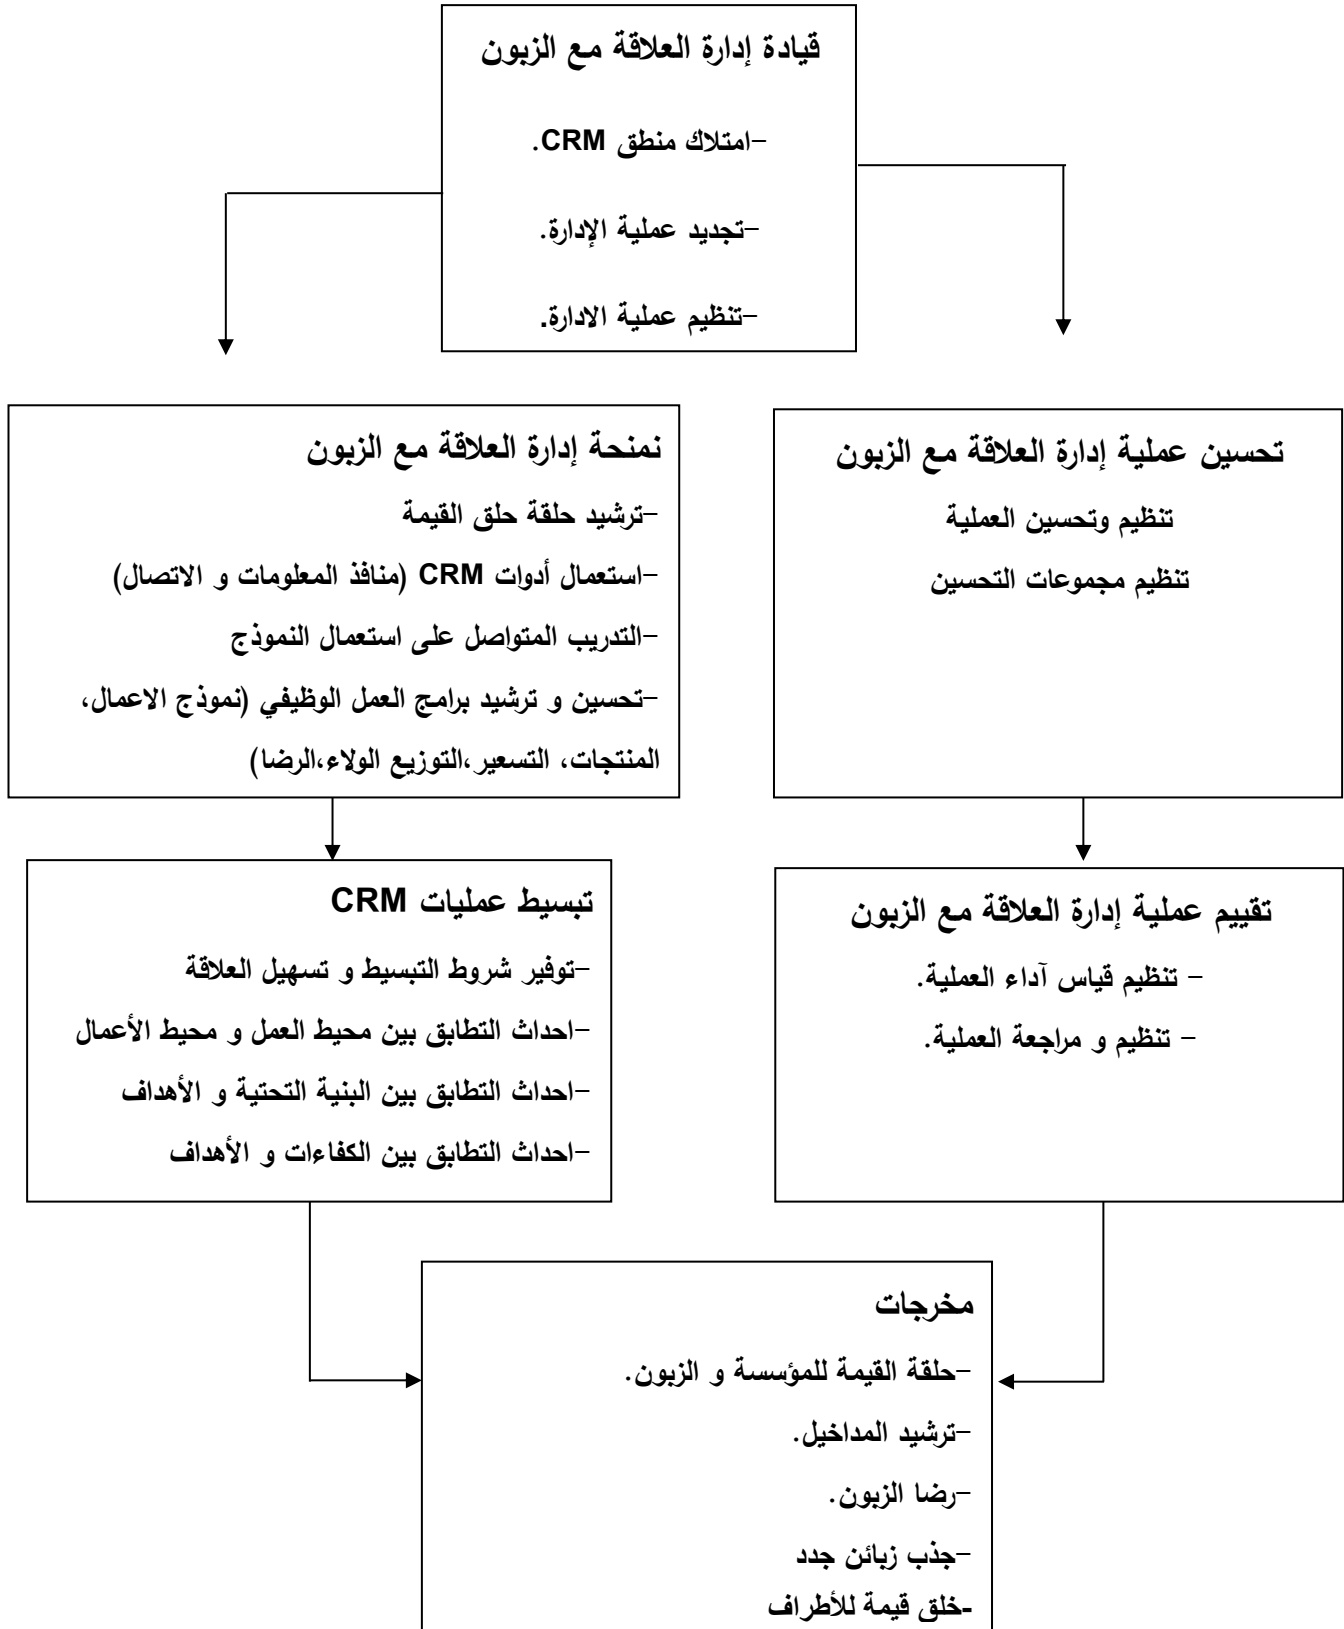 قيادة إدارة العلاقة مع الزبون
-امتلاك منطق CRM.
-تجديد عملية الإدارة.
-تنظيم عملية الادارة.
تحسين عملية إدارة العلاقة مع الزبون
تنظيم وتحسين العملية
تنظيم مجموعات التحسين
نمنحة إدارة العلاقة مع الزبون
-ترشيد حلقة حلق القيمة
-استعمال أدوات CRM (منافذ المعلومات و الاتصال)
-التدريب المتواصل على استعمال النموذج
-تحسين و ترشيد برامج العمل الوظيفي (نموذج الاعمال،
المنتجات، التسعير،التوزيع الولاء،الرضا)
تقييم عملية إدارة العلاقة مع الزبون
- تنظيم قياس آداء العملية.
- تنظيم و مراجعة العملية.
تبسيط عمليات CRM
-توفير شروط التبسيط و تسهيل العلاقة
-احداث التطابق بين محيط العمل و محيط الأعمال
-احداث التطابق بين البنية التحتية و الأهداف
-احداث التطابق بين الكفاءات و الأهداف
مخرجات
-حلقة القيمة للمؤسسة و الزبون.
-ترشيد المداخيل.
-رضا الزبون.
-جذب زبائن جدد
-خلق قيمة للأطراف